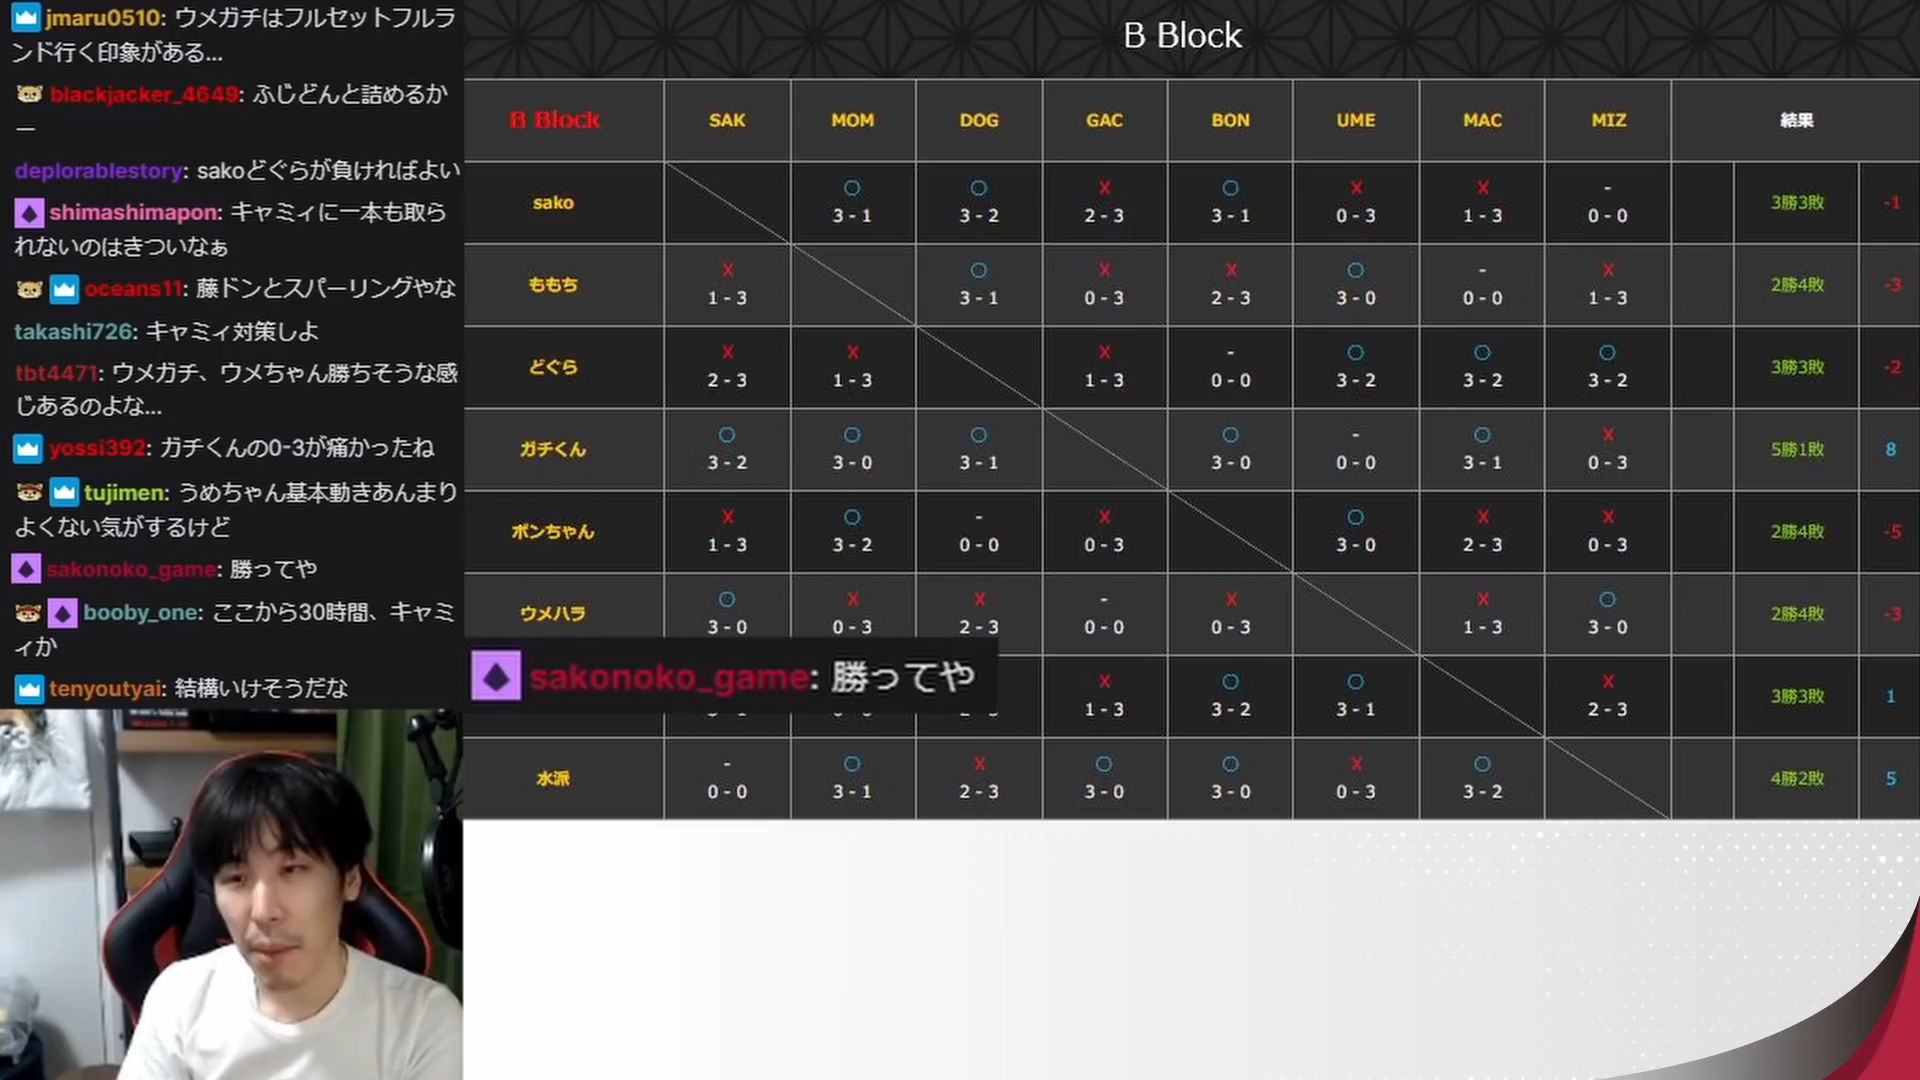 jmaru0510: ウメガチはフルセットフルラ
ンド行く印象がある...
blackjacker_4649: ふじどんと詰めるか
ー
deplorablestory: sakoどぐらが負ければよい
shimashimapon: キャミィに一本も取ら
れないのはきついなぁ
oceans11: 藤ドンとスパーリングやな
takashi726: キャミィ対策しよ
tbt4471: ウメガチ、ウメちゃん勝ちそうな感
じあるのよな...
yossi392: ガチくんの0-3が痛かったね
tujimen: うめちゃん基本動きあんまり
よくない気がするけど
sakonoko_game: 勝ってや
booby_one: ここから30時間、キャミ
ィか
tenyoutyai: 結構いけそうだな
B Block
B Block SAK MOM DOG GAC BON UME MAC MIZ 結果
○ ○ X ○ X X -
sako 3勝3敗 -1
3 - 1 3 - 2 2 - 3 3 - 1 0 - 3 1 - 3 0 - 0
X ○ X X ○ - X
ももち 2勝4敗 -3
1 - 3 3 - 1 0 - 3 2 - 3 3 - 0 0 - 0 1 - 3
X X X - ○ ○ ○
どぐら 3勝3敗 -2
2 - 3 1 - 3 1 - 3 0 - 0 3 - 2 3 - 2 3 - 2
○ ○ ○ ○ - ○ X
ガチくん 5勝1敗 8
3 - 2 3 - 0 3 - 1 3 - 0 0 - 0 3 - 1 0 - 3
X ○ - X ○ X X
ボンちゃん 2勝4敗 -5
1 - 3 3 - 2 0 - 0 0 - 3 3 - 0 2 - 3 0 - 3
○ X X - X X ○
ウメハラ 2勝4敗 -3
3 - 0 0 - 3 2 - 3 0 - 0 0 - 3 1 - 3 3 - 0
sakonoko_game: 勝ってや
X ○ ○ X
3勝3敗 1
1 - 3 3 - 2 3 - 1 2 - 3
- ○ X ○ ○ X ○
水派 4勝2敗 5
0 - 0 3 - 1 2 - 3 3 - 0 3 - 0 0 - 3 3 - 2